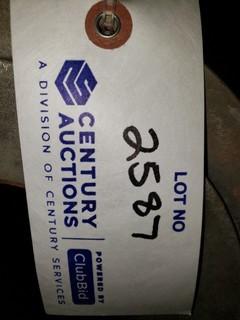 LOT NO
2587
CENTURY
AUCTIONS
A DIVISION OF CENTURY SERVICES
POWERED BY
ClubBid